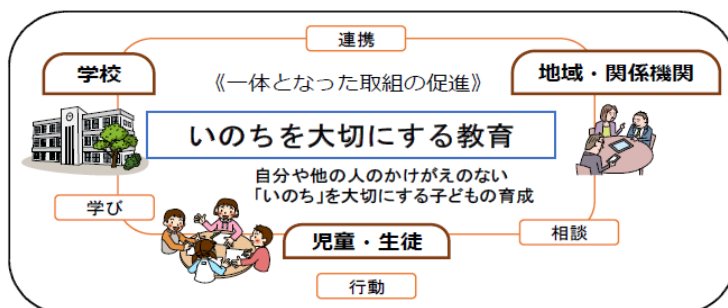 連携
学校
地域・関係機関
《一体となった取組の促進》
いのちを大切にする教育
自分や他の人のかけがえのない
「いのち」を大切にする子どもの育成
学び
児童・生徒
相談
行動